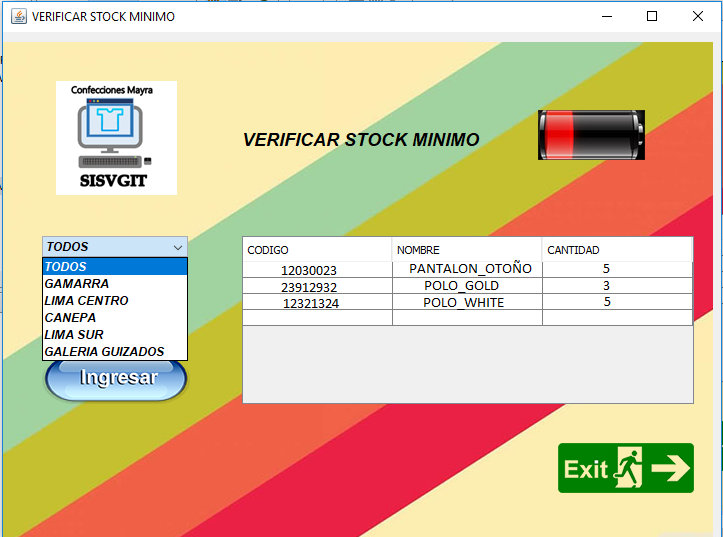 VERIFICAR STOCK MINIMO
Confecciones Mayra
SISVGIT
VERIFICAR STOCK MINIMO
TODOS
TODOS
GAMARRA
LIMA CENTRO
CANEPA
LIMA SUR
GALERIA GUIZADOS
Ingresar
CODIGO NOMBRE CANTIDAD
12030023 PANTALON_OTOÑO 5
23912932 POLO_GOLD 3
12321324 POLO_WHITE 5
Exit